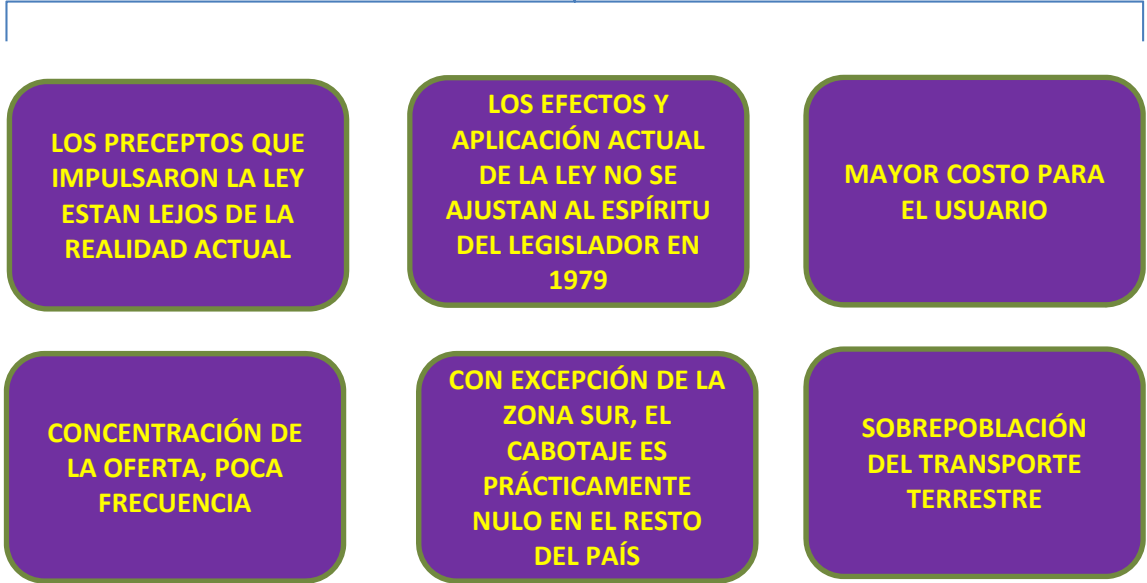 LOS PRECEPTOS QUE
IMPULSARON LA LEY
ESTAN LEJOS DE LA
REALIDAD ACTUAL
LOS EFECTOS Y
APLICACIÓN ACTUAL
DE LA LEY NO SE
AJUSTAN AL ESPÍRITU
DEL LEGISLADOR EN
1979
MAYOR COSTO PARA
EL USUARIO
CONCENTRACIÓN DE
LA OFERTA, POCA
FRECUENCIA
CON EXCEPCIÓN DE LA
ZONA SUR, EL
CABOTAJE ES
PRÁCTICAMENTE
NULO EN EL RESTO
DEL PAÍS
SOBREPOBLACIÓN
DEL TRANSPORTE
TERRESTRE